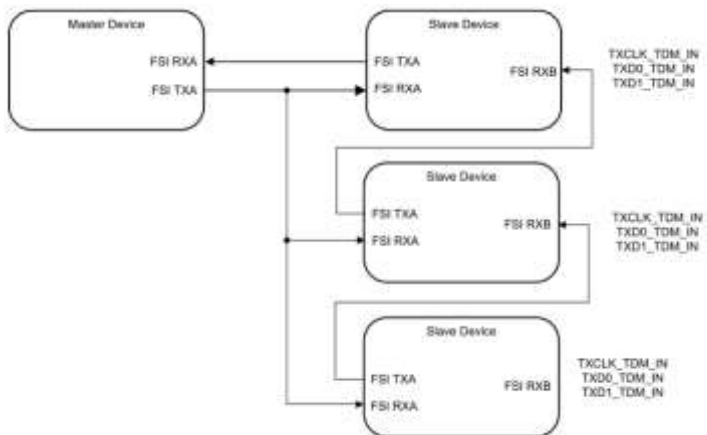 Master Device
FSI RXA
FSI TXA
Slave Device
FSI TXA
FSI RXA
FSI RXB
TXCLK_TDM_IN
TXD0_TDM_IN
TXD1_TDM_IN
Slave Device
FSI TXA
FSI RXA
FSI RXB
TXCLK_TDM_IN
TXD0_TDM_IN
TXD1_TDM_IN
Slave Device
FSI TXA
FSI RXA
FSI RXB
TXCLK_TDM_IN
TXD0_TDM_IN
TXD1_TDM_IN